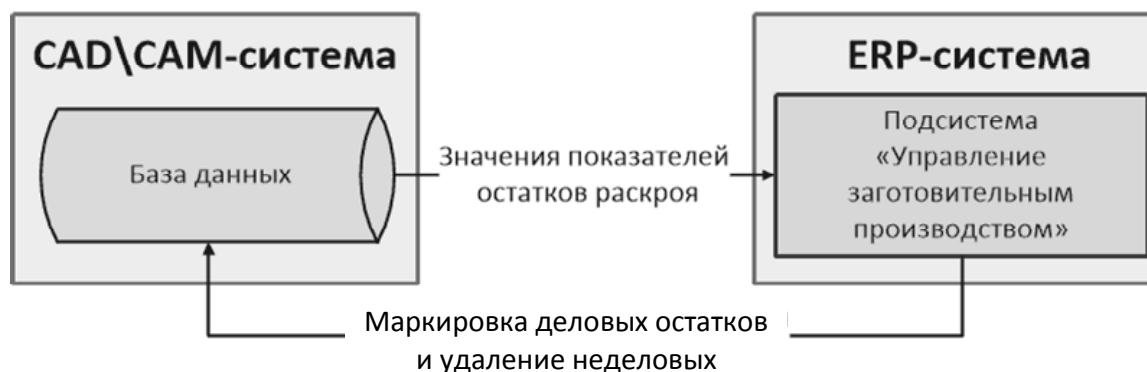 CAD\CAM-система
База данных
Значения показателей
остатков раскроя
ERP-система
Подсистема
«Управление
заготовительным
производством»
Маркировка деловых остатков
и удаление неделовых